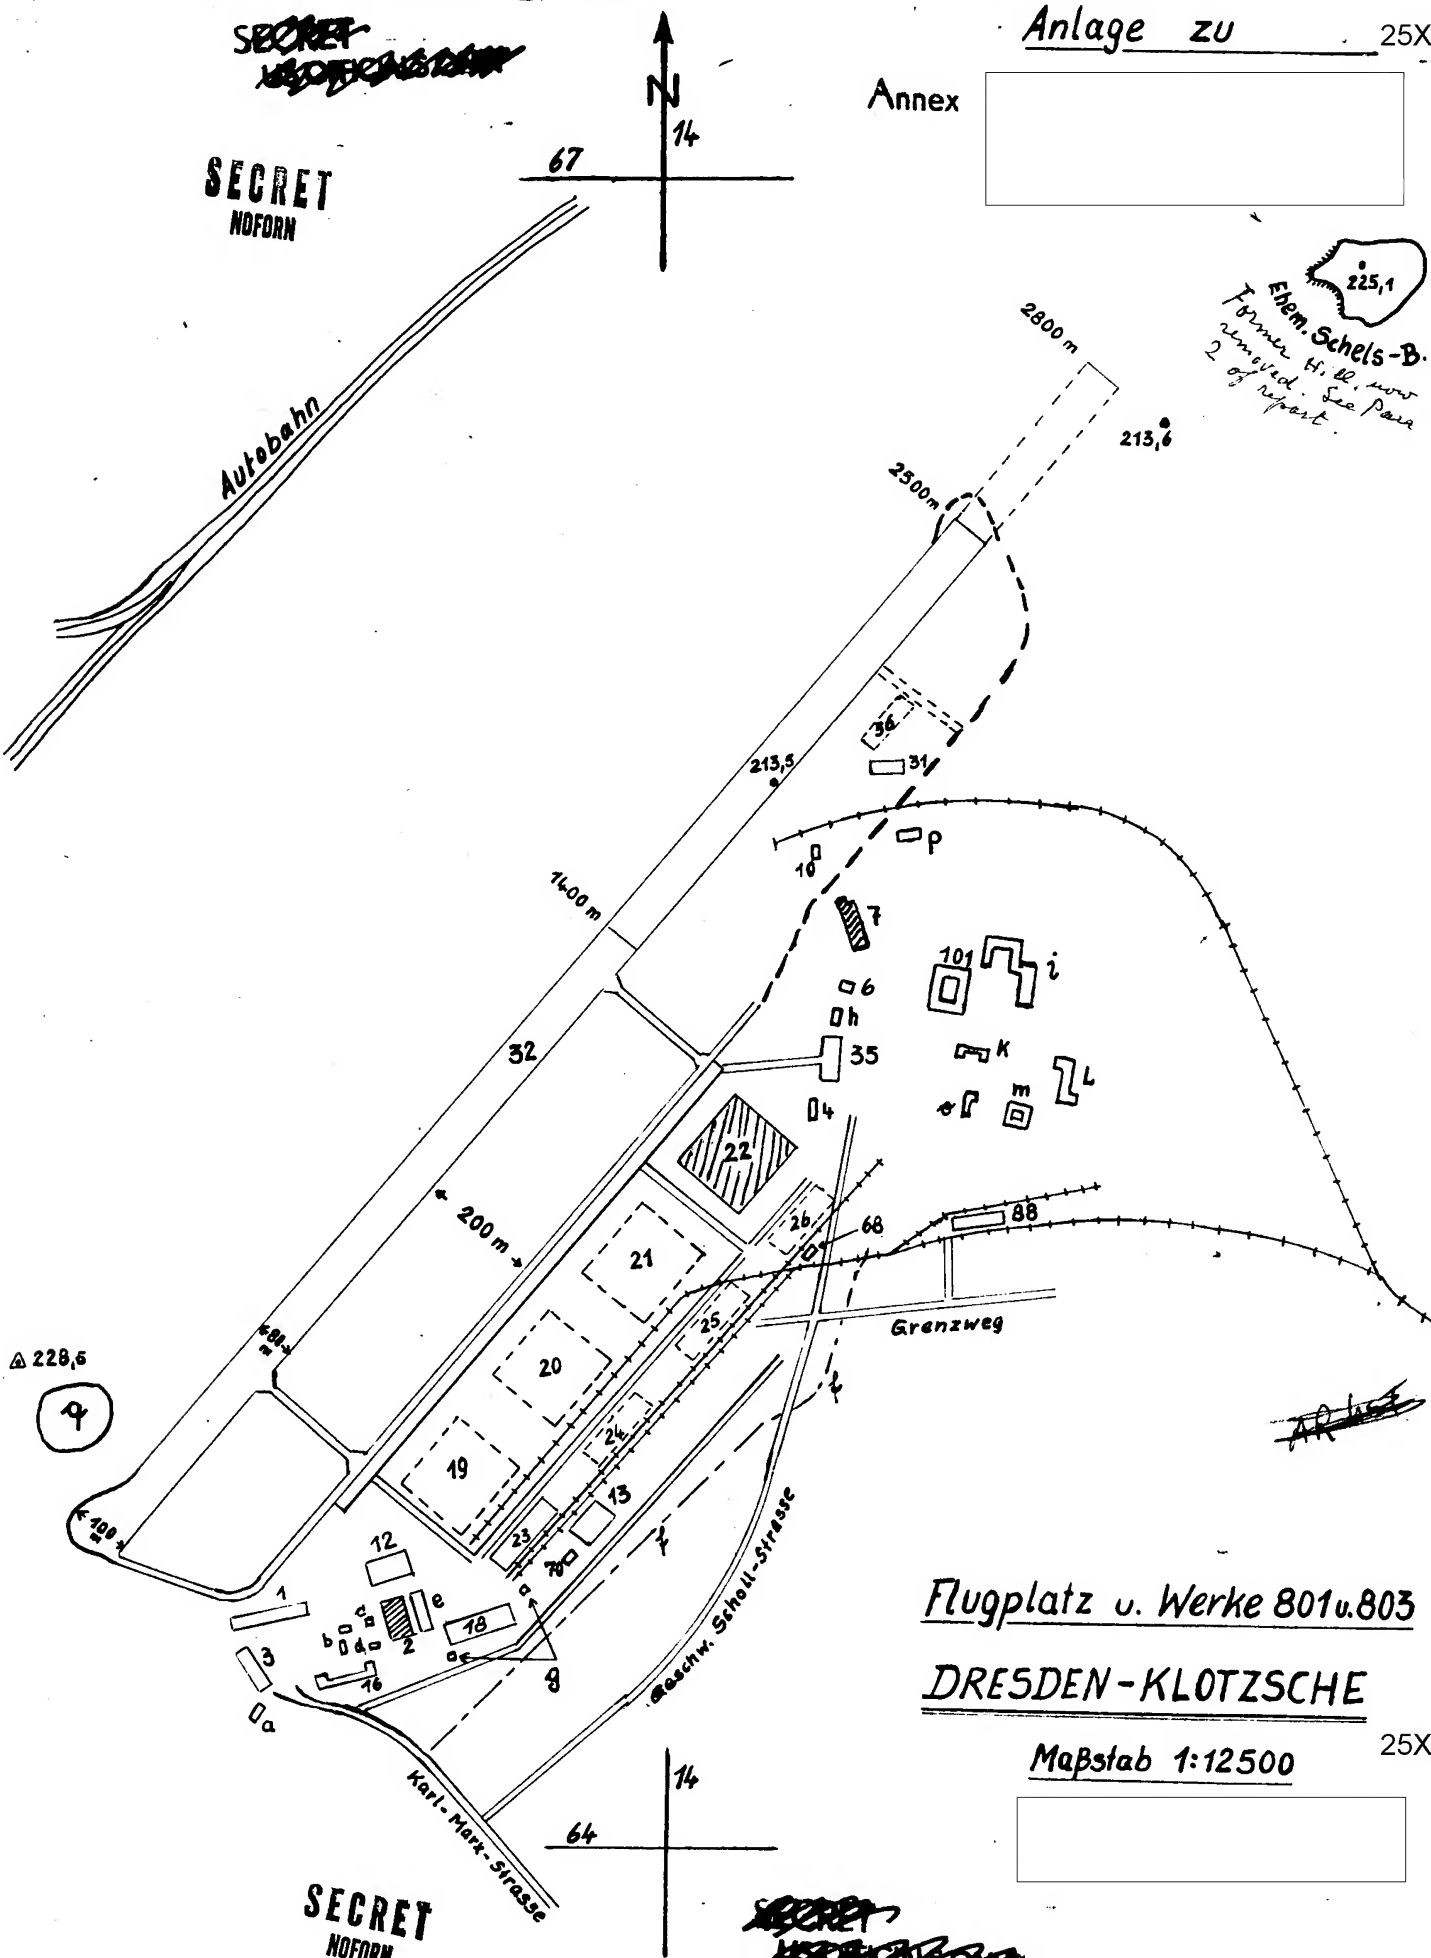 SECRET
Anlage zu
25X
Annex
N
14
67
SECRET
NOFORN
225,1
Ehem. Schels-B.
Former Hill, now
removed. See Para
2 of report.
2800 m
213,6
Autobahn
2500m
36
31
213,5
p
10
1400 m
7
101
i
6
h
32
35
k
L
m
o
4
22
200 m
26
68
88
21
25
Grenzweg
80
m
20
228,5
q
f
24
19
13
100
m
23
12
70
f
a
1
e
c
18
b
d
2
3
16
g
a
Geschw. Scholl-Strasse
Flugplatz u. Werke 801 u. 803
DRESDEN-KLOTZSCHE
25X
Maßstab 1:12500
14
64
Karl-Marx-Strasse
SECRET
NOFORN
SECRET